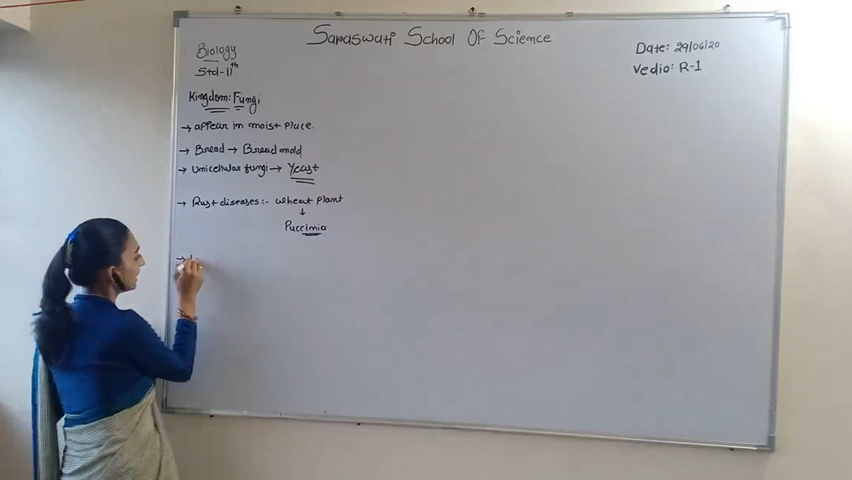 Saraswati School Of Science
Biology
Std-11th
Date: 29/06/20
Vedio: R-1
Kingdom: Fungi
→ appear in moist place.
→ Bread → Bread mold
→ Unicellular fungi → Yeast
→ Rust diseases:- wheat plant
↓
Puccinia
→